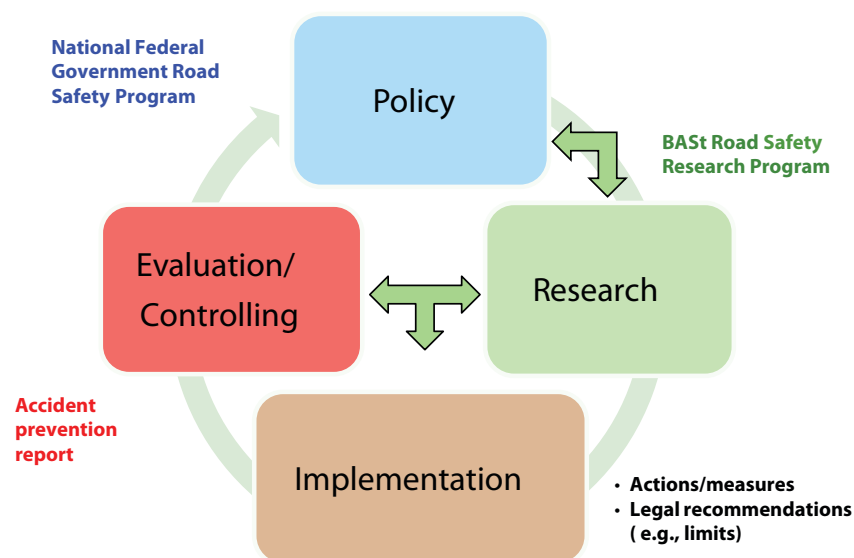 National Federal
Government Road
Safety Program
Policy
BASt Road Safety
Research Program
Evaluation/
Controlling
Research
Accident
prevention
report
Implementation
• Actions/measures
• Legal recommendations
( e.g., limits)